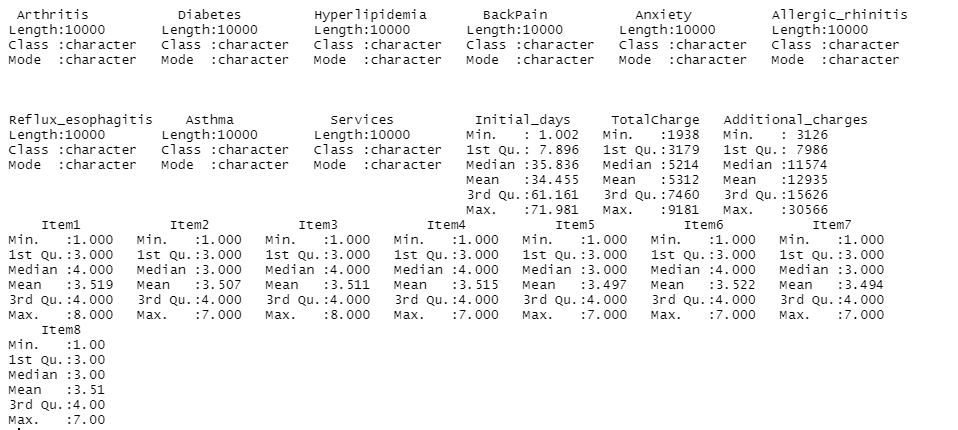 Arthritis Diabetes Hyperlipidemia BackPain Anxiety Allergic_rhinitis
Length:10000 Length:10000 Length:10000 Length:10000 Length:10000 Length:10000
Class :character Class :character Class :character Class :character Class :character Class :character
Mode :character Mode :character Mode :character Mode :character Mode :character Mode :character
Reflux_esophagitis Asthma Services Initial_days TotalCharge Additional_charges
Length:10000 Length:10000 Length:10000 Min. : 1.002 Min. :1938 Min. : 3126
Class :character Class :character Class :character 1st Qu.: 7.896 1st Qu.:3179 1st Qu.: 7986
Mode :character Mode :character Mode :character Median :35.836 Median :5214 Median :11574
Mean :34.455 Mean :5312 Mean :12935
3rd Qu.:61.161 3rd Qu.:7460 3rd Qu.:15626
Max. :71.981 Max. :9181 Max. :30566
Item1 Item2 Item3 Item4 Item5 Item6 Item7
Min. :1.000 Min. :1.000 Min. :1.000 Min. :1.000 Min. :1.000 Min. :1.000 Min. :1.000
1st Qu.:3.000 1st Qu.:3.000 1st Qu.:3.000 1st Qu.:3.000 1st Qu.:3.000 1st Qu.:3.000 1st Qu.:3.000
Median :4.000 Median :3.000 Median :4.000 Median :4.000 Median :3.000 Median :4.000 Median :3.000
Mean :3.519 Mean :3.507 Mean :3.511 Mean :3.515 Mean :3.497 Mean :3.522 Mean :3.494
3rd Qu.:4.000 3rd Qu.:4.000 3rd Qu.:4.000 3rd Qu.:4.000 3rd Qu.:4.000 3rd Qu.:4.000 3rd Qu.:4.000
Max. :8.000 Max. :7.000 Max. :8.000 Max. :7.000 Max. :7.000 Max. :7.000 Max. :7.000
Item8
Min. :1.00
1st Qu.:3.00
Median :3.00
Mean :3.51
3rd Qu.:4.00
Max. :7.00